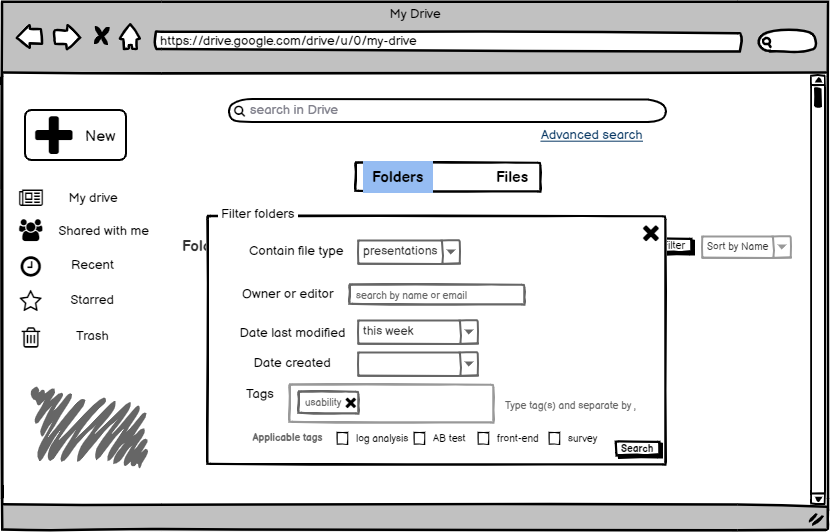 My Drive
https://drive.google.com/drive/u/0/my-drive
search in Drive
Advanced search
New
Folders Files
My drive
Shared with me
Recent
Starred
Trash
Filter folders
Sort by Name
Contain file type presentations
Owner or editor search by name or email
Date last modified this week
Date created
Tags usability Type tag(s) and separate by ,
Applicable tags log analysis AB test front-end survey
Search